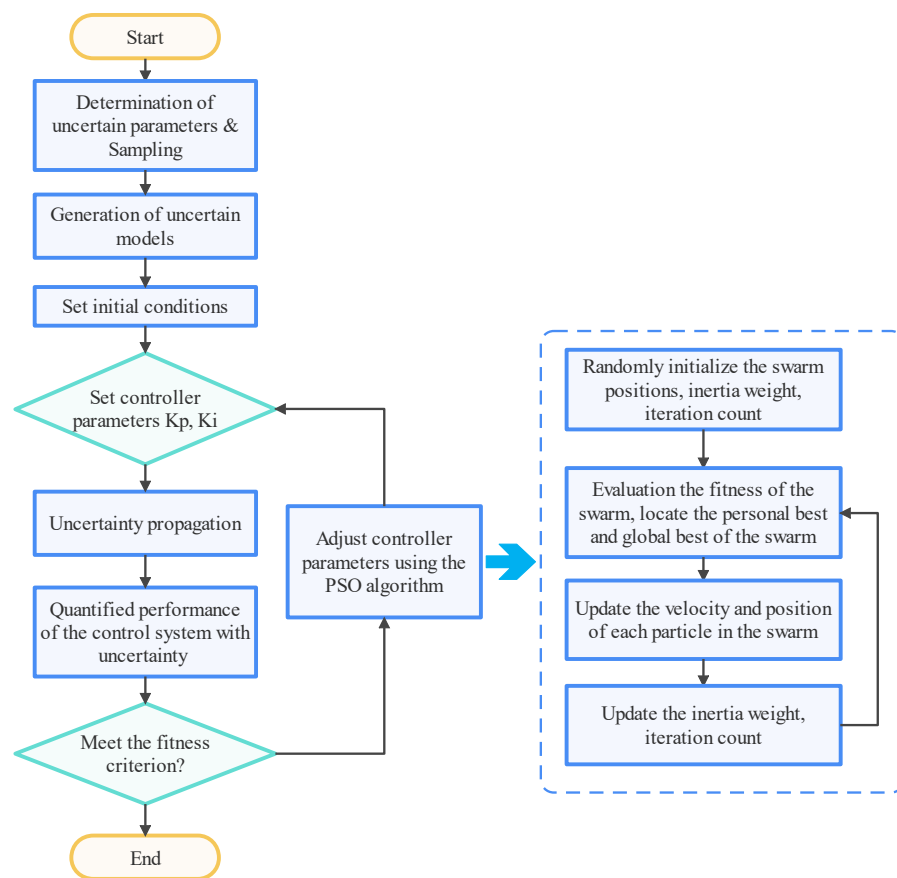 Start
Determination of
uncertain parameters &
Sampling
Generation of uncertain
models
Set initial conditions
Set controller
parameters Kp, Ki
Uncertainty propagation
Quantified performance
of the control system with
uncertainty
Meet the fitness
criterion?
End
Adjust controller
parameters using the
PSO algorithm
Randomly initialize the swarm
positions, inertia weight,
iteration count
Evaluation the fitness of the
swarm, locate the personal best
and global best of the swarm
Update the velocity and position
of each particle in the swarm
Update the inertia weight,
iteration count